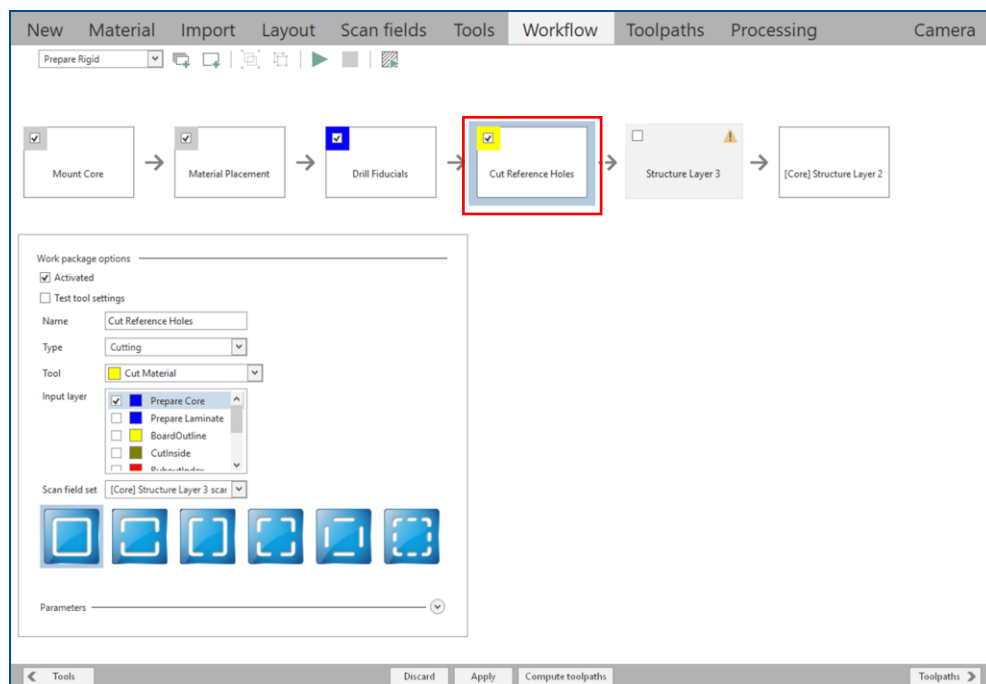 New Material Import Layout Scan fields Tools Workflow Toolpaths Processing Camera
Prepare Rigid
Mount Core
Material Placement
Drill Fiducials
Cut Reference Holes
Structure Layer 3
[Core] Structure Layer 2
Work package options
Activated
Test tool settings
Name Cut Reference Holes
Type Cutting
Tool Cut Material
Input layer Prepare Core
Prepare Laminate
BoardOutline
CutInside
Scan field set [Core] Structure Layer 3 scar
Parameters
Tools Discard Apply Compute toolpaths Toolpaths